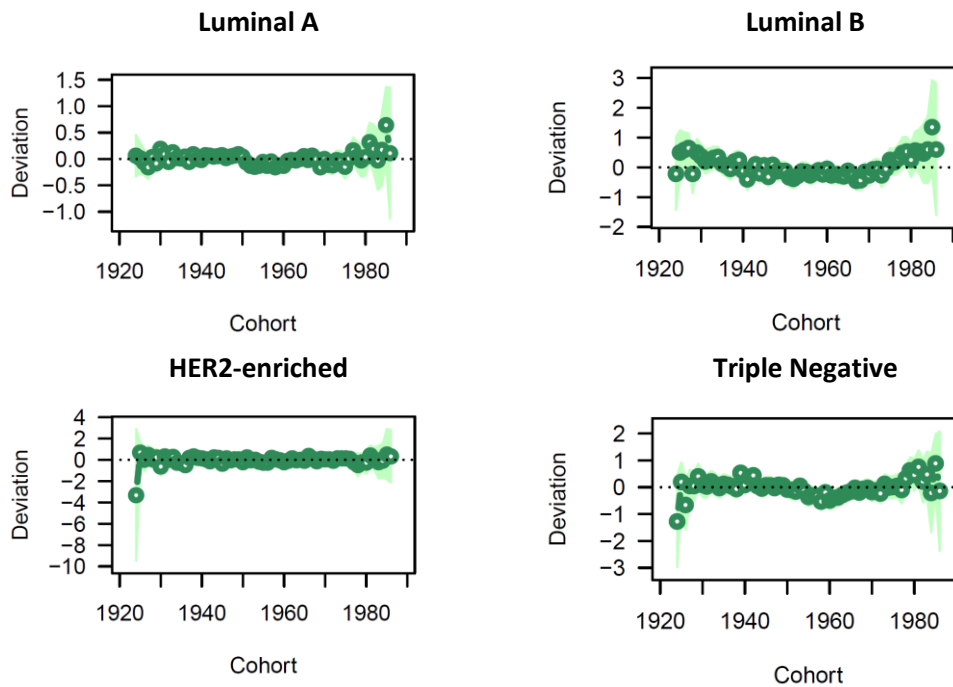 Luminal A
Deviation
1.5
1.0
0.5
0.0
−0.5
−1.0
1920 1940 1960 1980
Cohort
Luminal B
Deviation
3
2
1
0
−1
−2
1920 1940 1960 1980
Cohort
HER2-enriched
Deviation
4
2
0
−2
−4
−6
−8
−10
1920 1940 1960 1980
Cohort
Triple Negative
Deviation
2
1
0
−1
−2
−3
1920 1940 1960 1980
Cohort